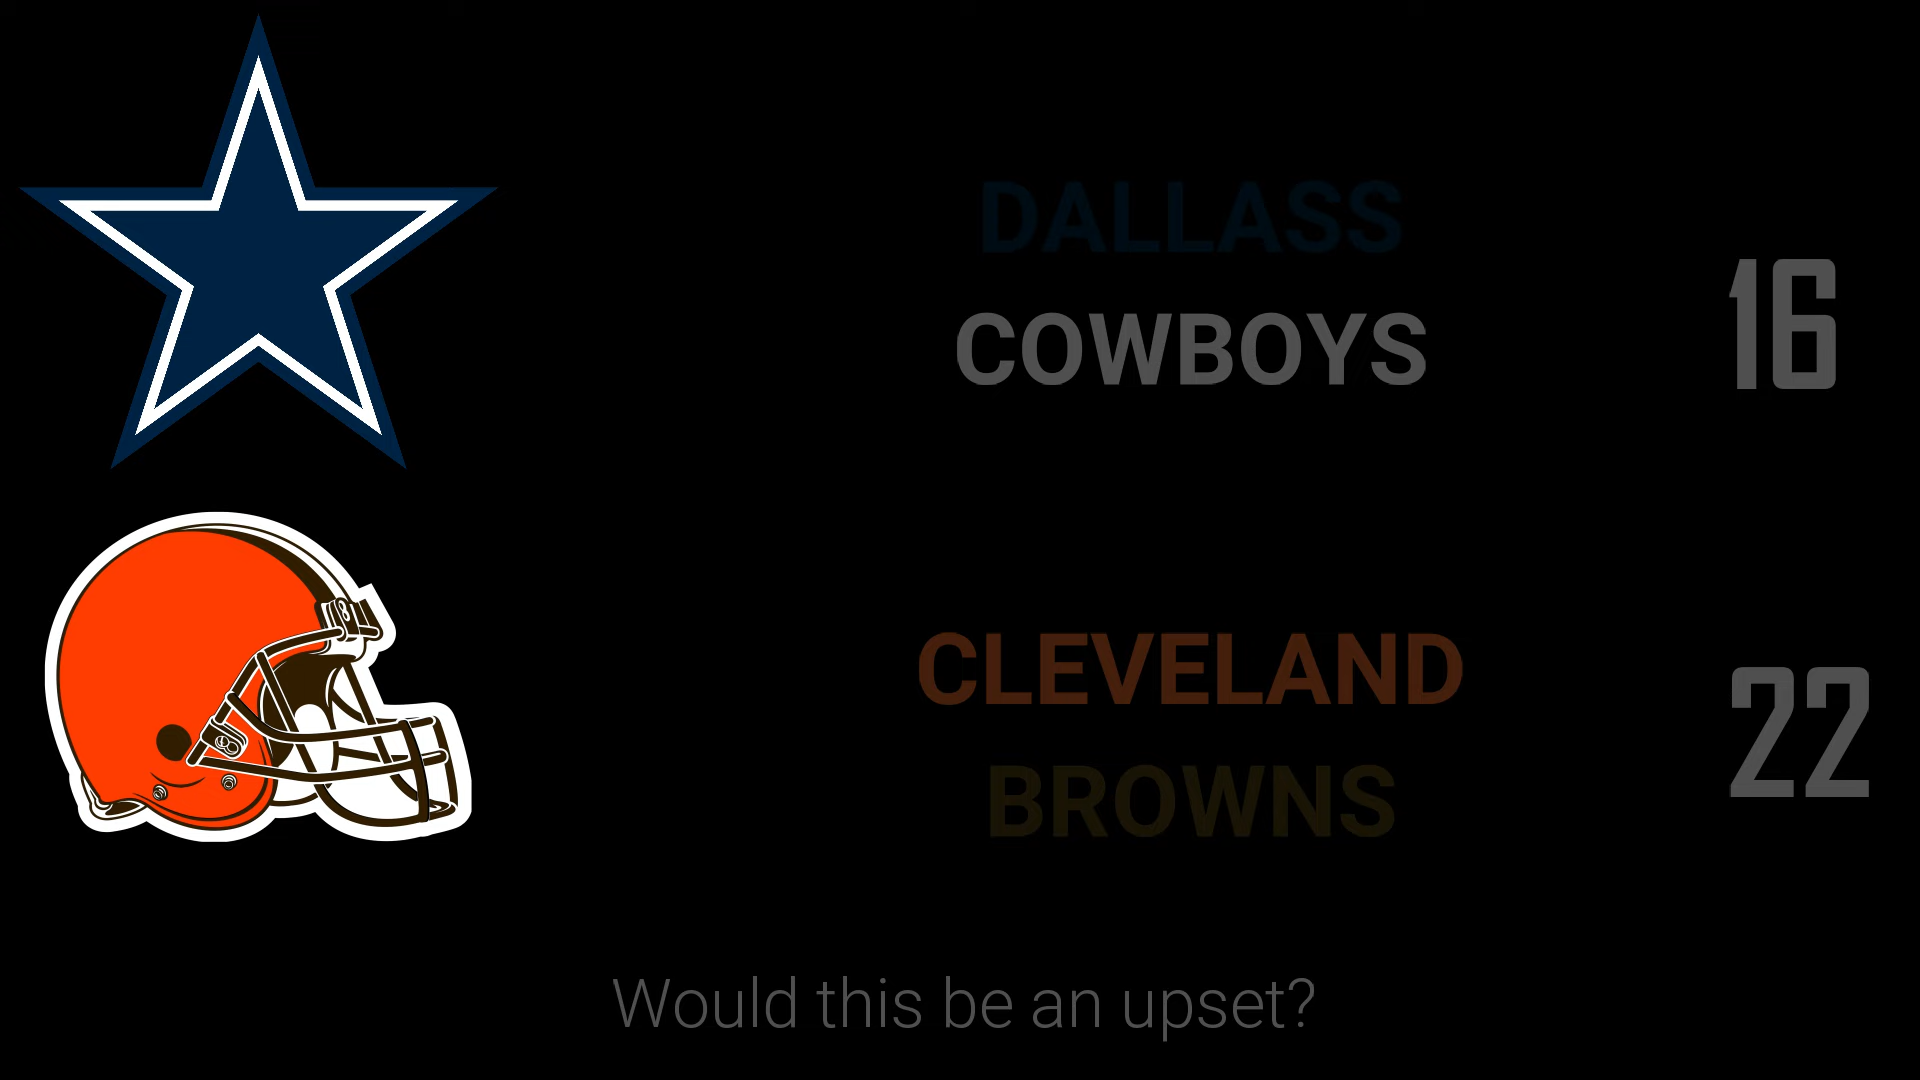 DALLASS
COWBOYS
16
CLEVELAND
BROWNS
22
Would this be an upset?